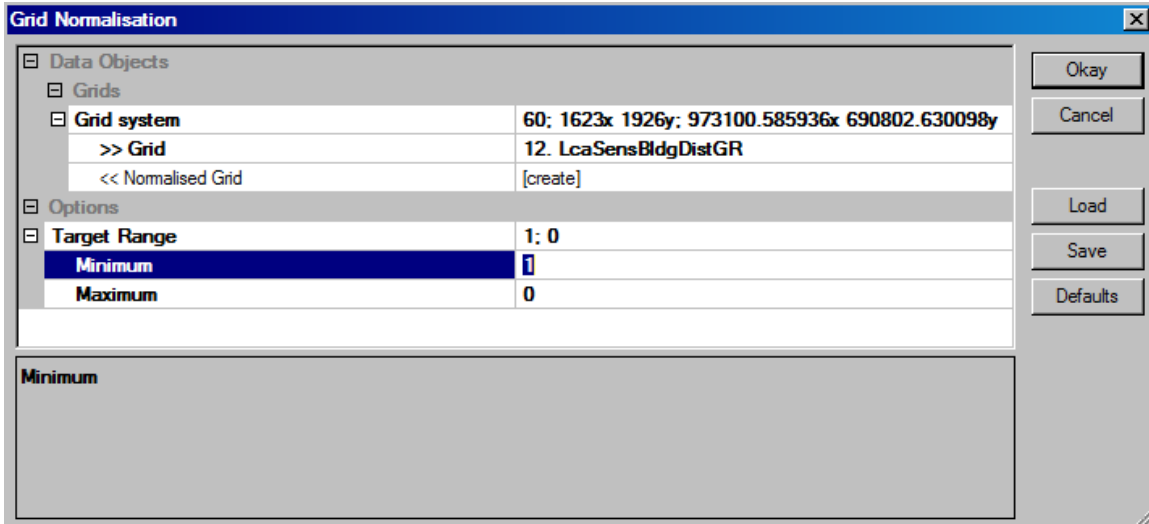 Grid Normalisation
Data Objects
Grids
Grid system 60; 1623x 1926y; 973100.585936x 690802.630098y
>> Grid 12. LcaSensBldgDistGR
<< Normalised Grid [create]
Options
Target Range 1; 0
Minimum 1
Maximum 0
Minimum
Okay
Cancel
Load
Save
Defaults